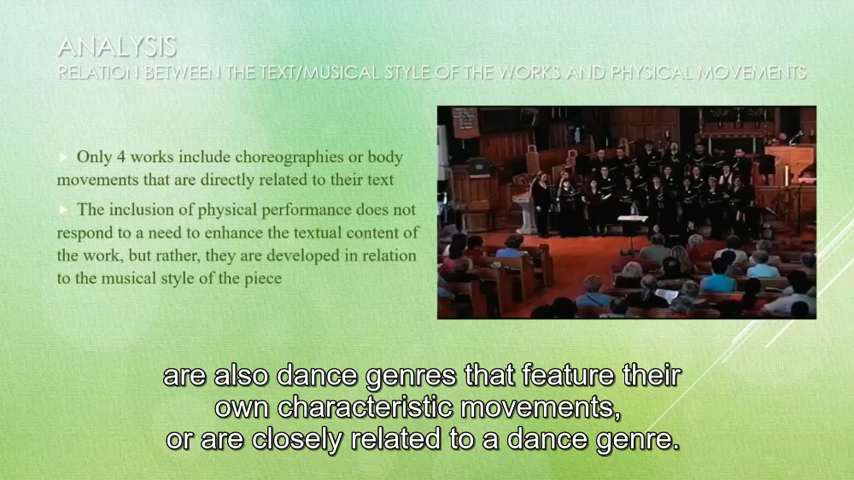 ANALYSIS
RELATION BETWEEN THE TEXT/MUSICAL STYLE OF THE WORKS AND PHYSICAL MOVEMENTS
Only 4 works include choreographies or body
movements that are directly related to their text
The inclusion of physical performance does not
respond to a need to enhance the textual content of
the work, but rather, they are developed in relation
to the musical style of the piece
are also dance genres that feature their
own characteristic movements,
or are closely related to a dance genre.